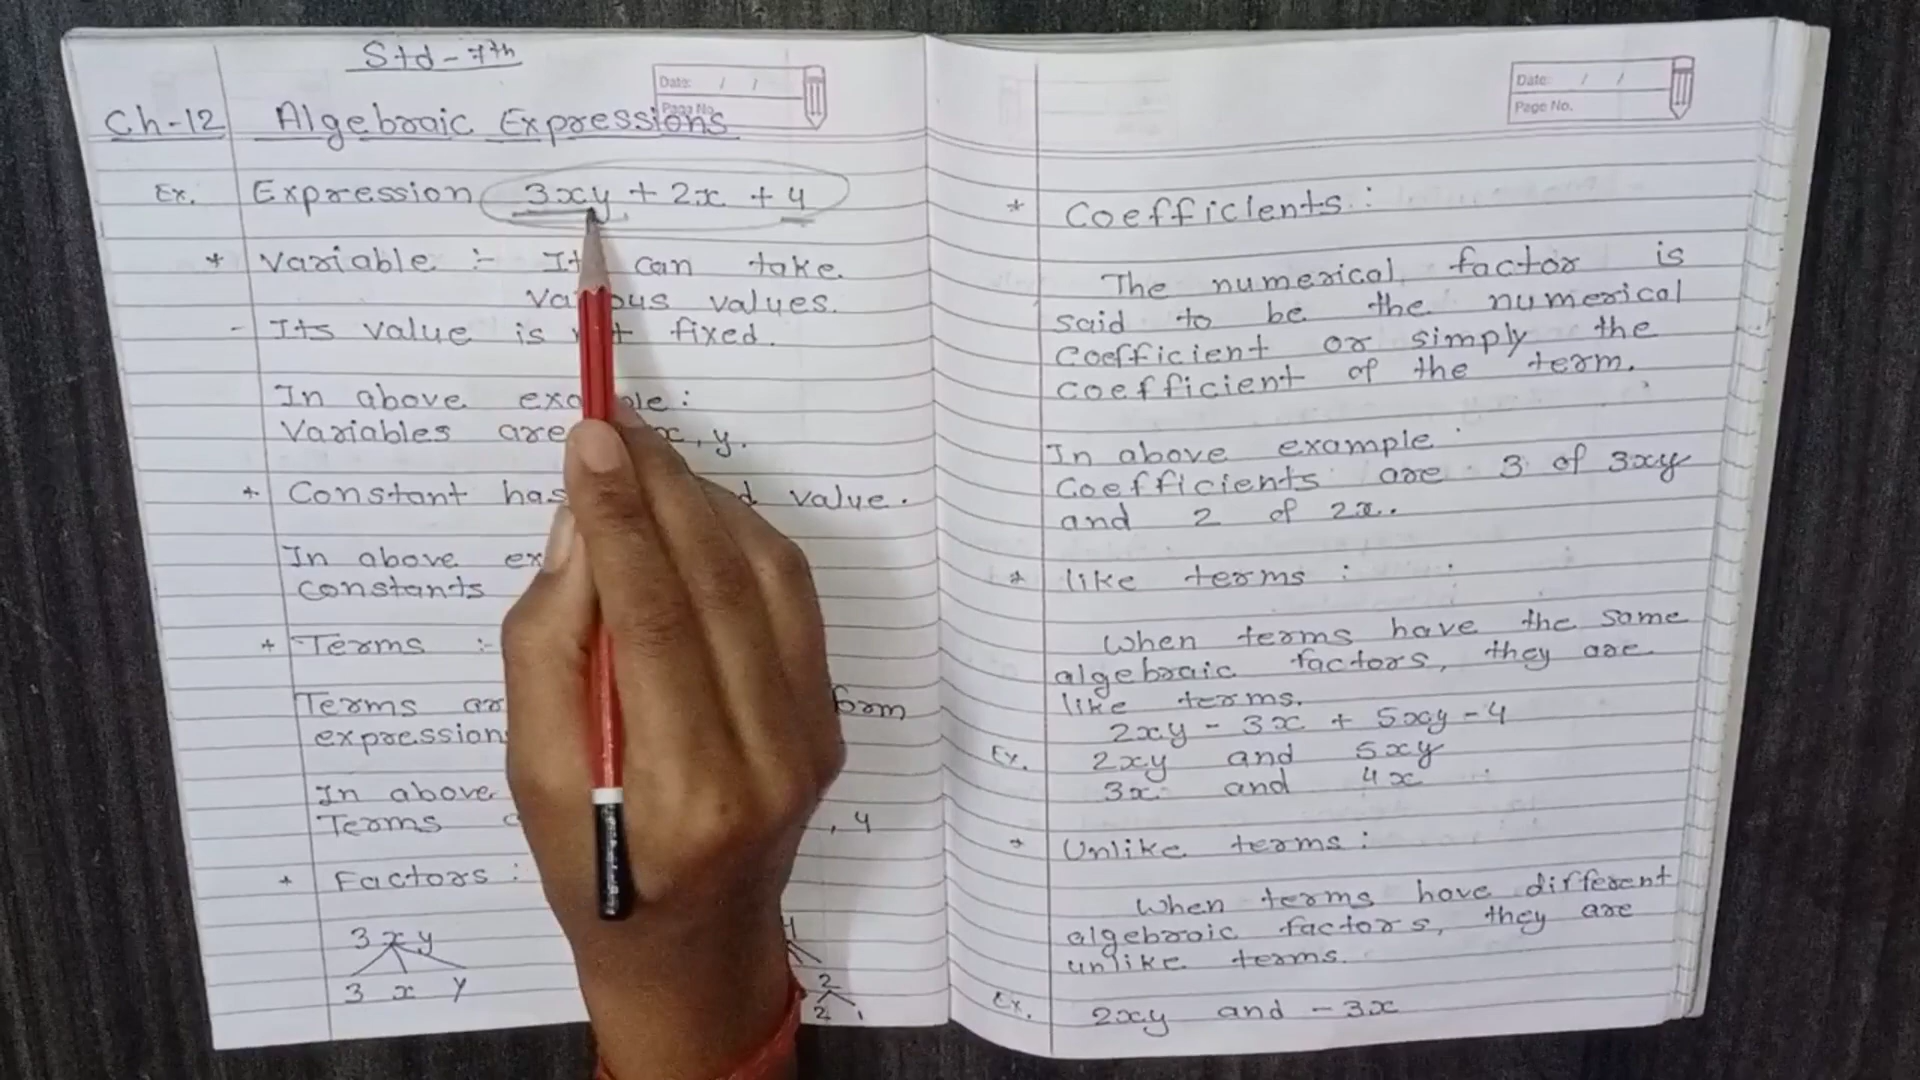 Std - 7th
Date: / /
Page No.
Ch-12 Algebraic Expressions
Ex. Expression 3xy + 2x + 4
* Variable :- It can take
various values.
- Its value is not fixed.
In above example:
Variables are x, y.
* Constant has value.
In above
constants
* Terms :-
Terms form
expression
In above
Terms , 4
* Factors :
3xy
3 x y
4
2
2 1
Date: / /
Page No.
* Coefficients :
The numerical factor is
said to be the numerical
coefficient or simply the
coefficient of the term.
In above example
Coefficients are 3 of 3xy
and 2 of 2x.
* like terms :
When terms have the same
algebraic factors, they are
like terms.
2xy - 3x + 5xy - 4
Ex. 2xy and 5xy
3x and 4x
* Unlike terms :
When terms have different
algebraic factors, they are
unlike terms.
Ex. 2xy and - 3x